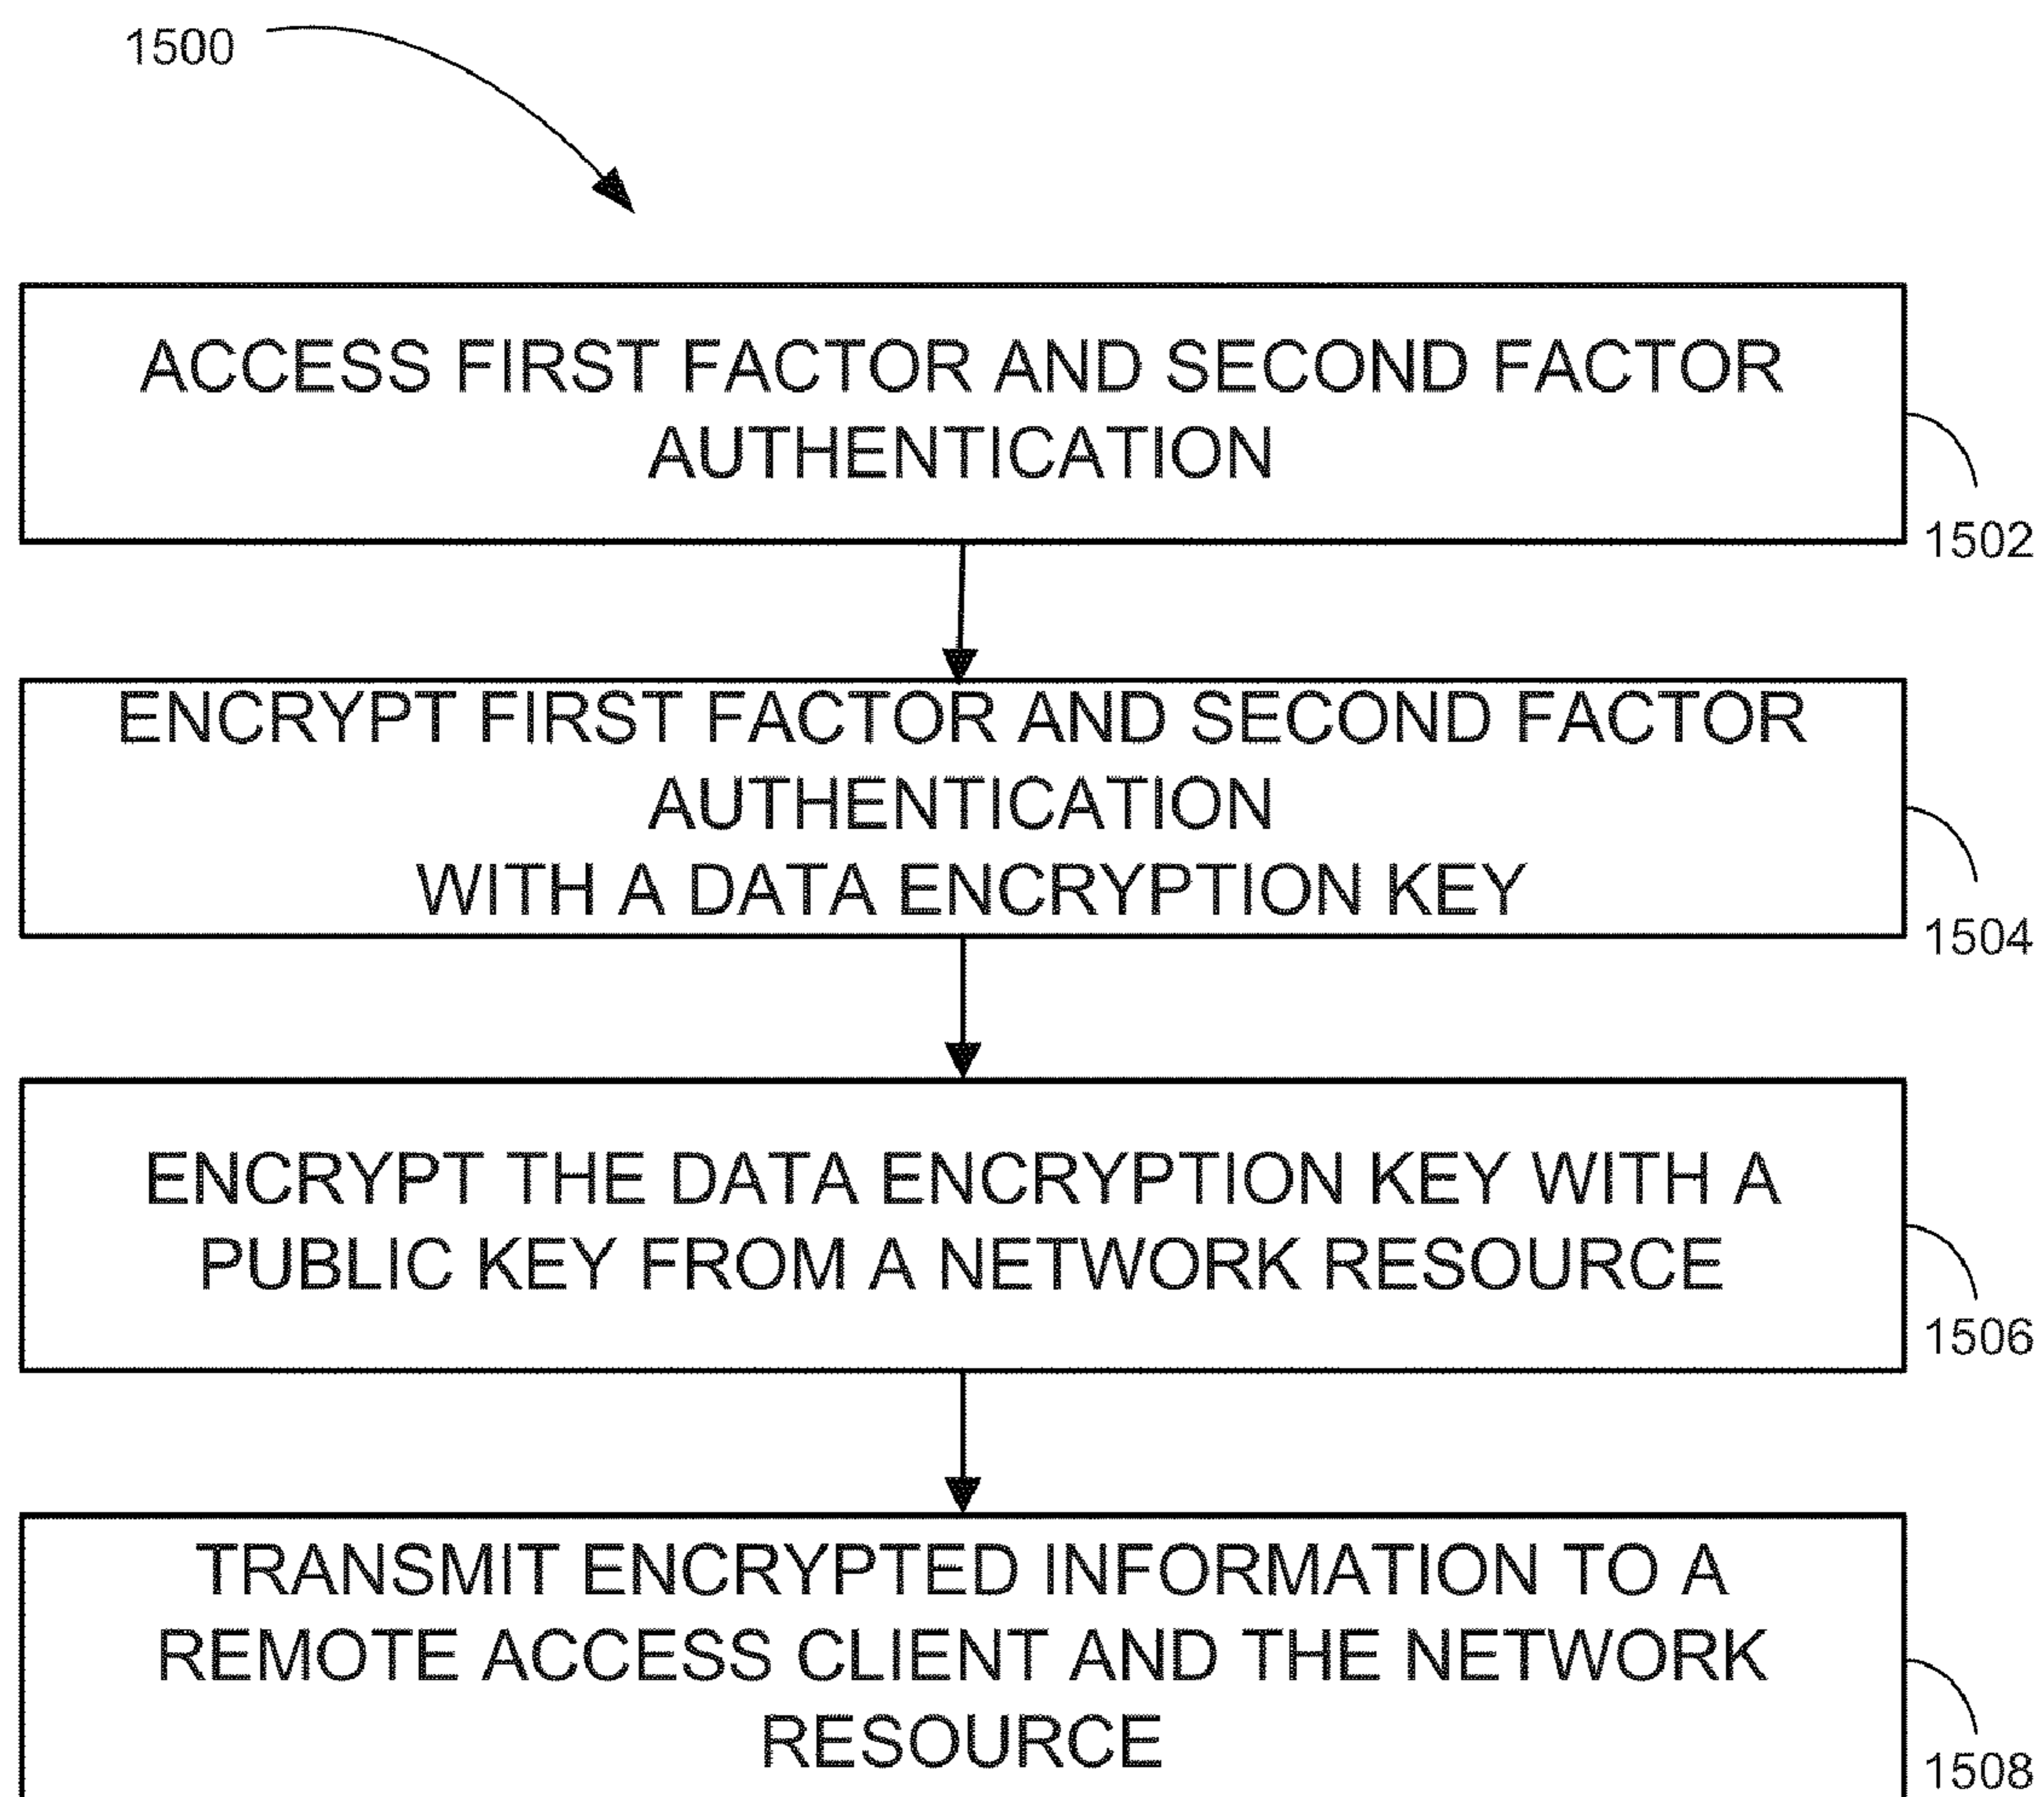 1500
ACCESS FIRST FACTOR AND SECOND FACTOR
AUTHENTICATION
1502
ENCRYPT FIRST FACTOR AND SECOND FACTOR
AUTHENTICATION
WITH A DATA ENCRYPTION KEY
1504
ENCRYPT THE DATA ENCRYPTION KEY WITH A
PUBLIC KEY FROM A NETWORK RESOURCE
1506
TRANSMIT ENCRYPTED INFORMATION TO A
REMOTE ACCESS CLIENT AND THE NETWORK
RESOURCE
1508